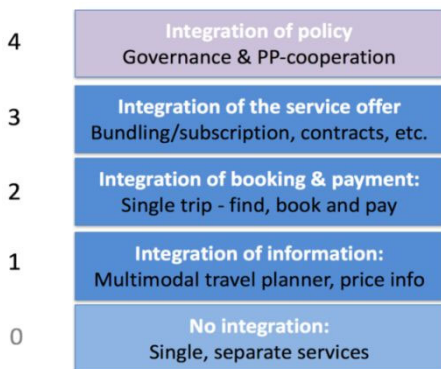 4
Integration of policy
Governance & PP-cooperation
3
Integration of the service offer
Bundling/subscription, contracts, etc.
2
Integration of booking & payment:
Single trip - find, book and pay
1
Integration of information:
Multimodal travel planner, price info
0
No integration:
Single, separate services